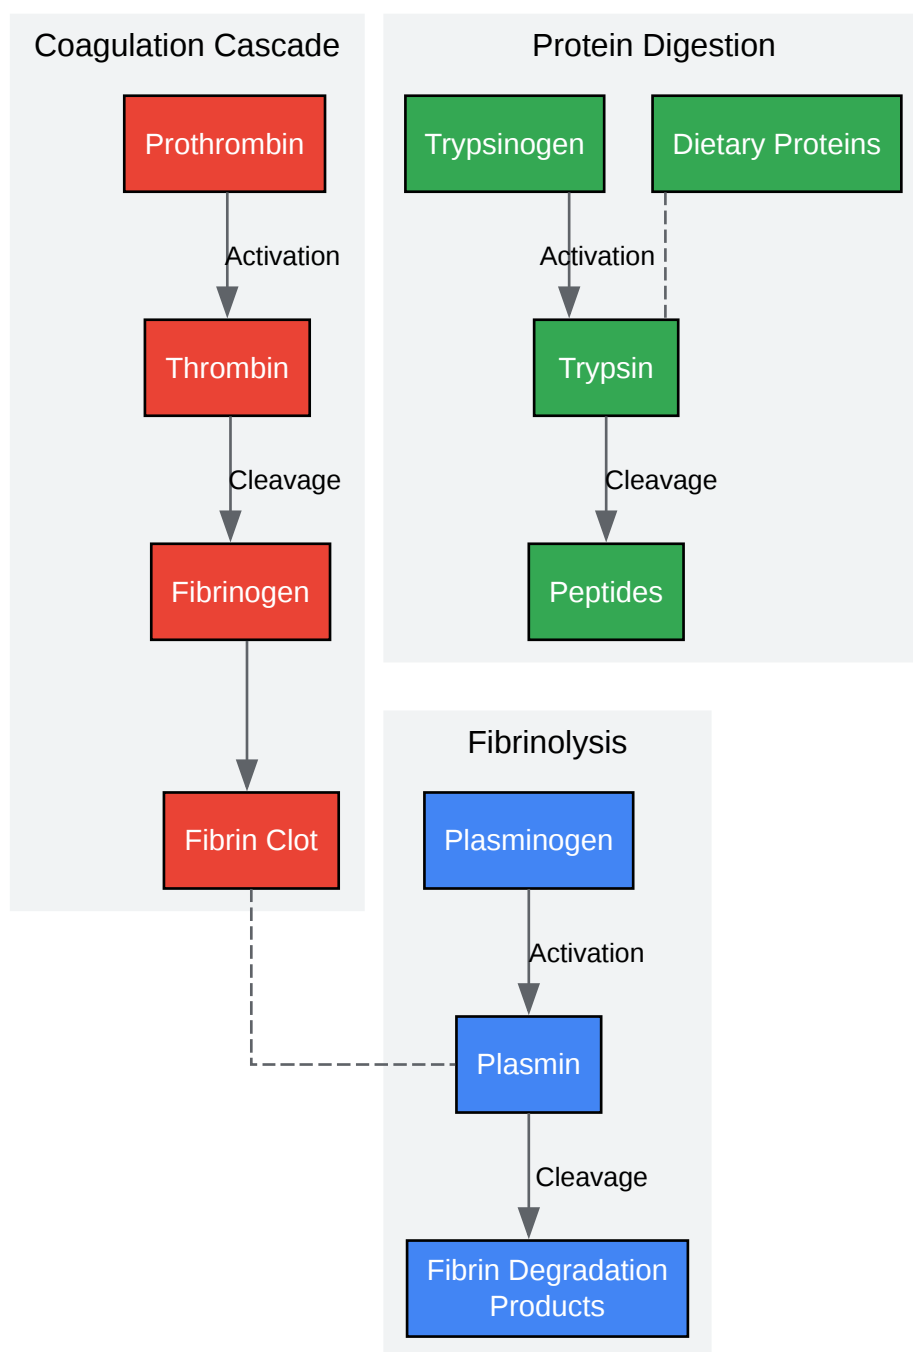 Coagulation Cascade
Prothrombin
Activation
Thrombin
Cleavage
Fibrinogen
Fibrin Clot
Protein Digestion
Trypsinogen
Dietary Proteins
Activation
Trypsin
Cleavage
Peptides
Fibrinolysis
Plasminogen
Activation
Plasmin
Cleavage
Fibrin Degradation
Products